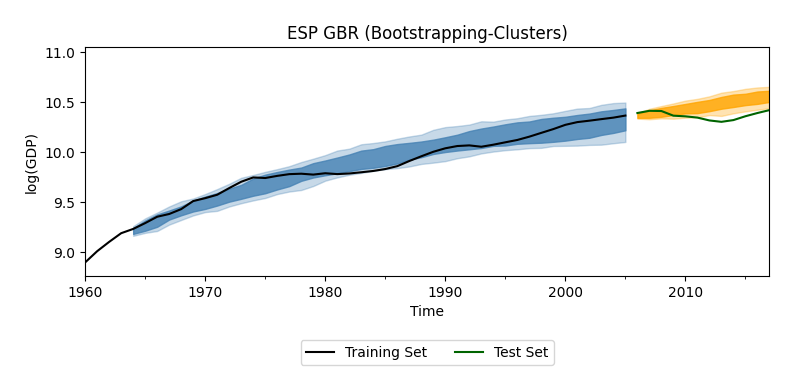 ESP GBR (Bootstrapping-Clusters)
11.0
10.5
10.0
9.5
9.0
log(GDP)
1960 1970 1980 1990 2000 2010
Time
Training Set Test Set